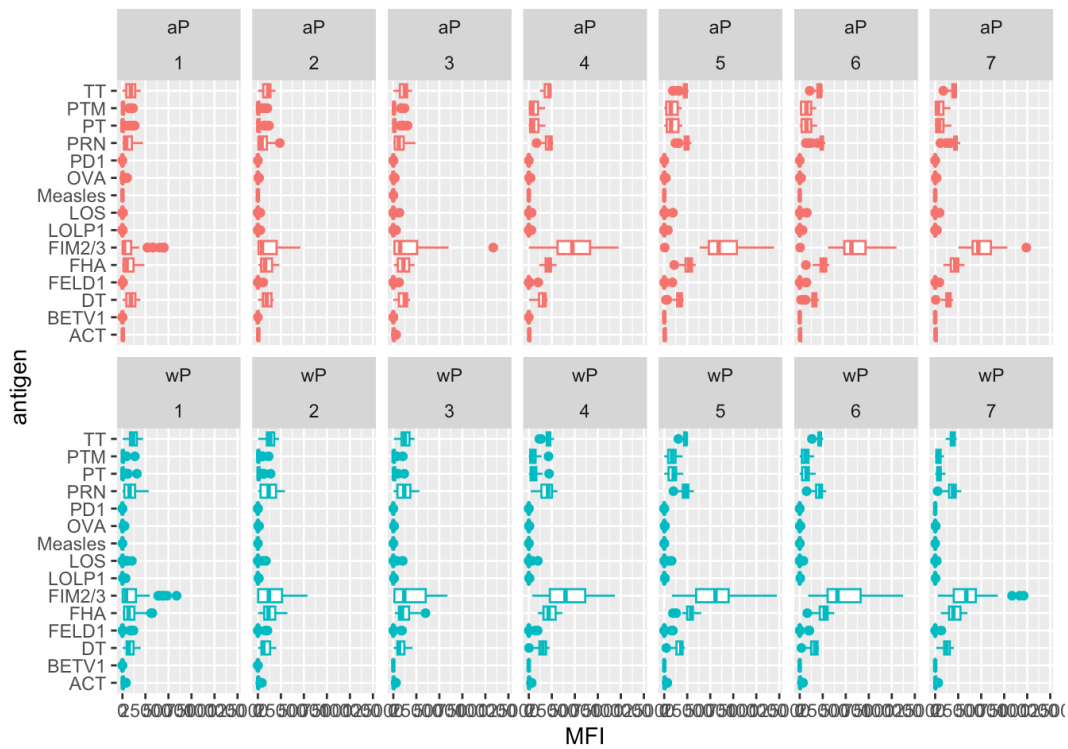 aP aP aP aP aP aP aP
1 2 3 4 5 6 7
TT
PTM
PT
PRN
PD1
OVA
Measles
LOS
LOLP1
FIM2/3
FHA
FELD1
DT
BETV1
ACT
antigen
wP wP wP wP wP wP wP
1 2 3 4 5 6 7
TT
PTM
PT
PRN
PD1
OVA
Measles
LOS
LOLP1
FIM2/3
FHA
FELD1
DT
BETV1
ACT
MFI